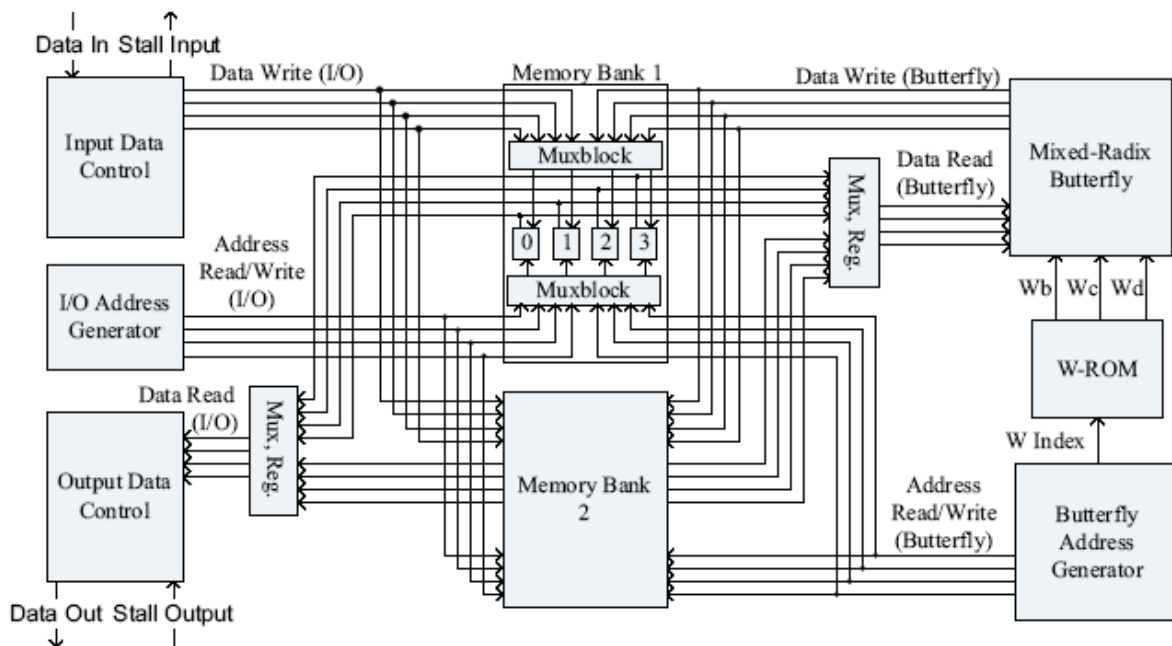 Data In Stall Input
Data Write (I/O)
Memory Bank 1
Data Write (Butterfly)
Input Data
Control
Muxblock
Mux, Reg.
Data Read
(Butterfly)
Mixed-Radix
Butterfly
0 1 2 3
Address
Read/Write
(I/O)
Muxblock
I/O Address
Generator
Wb Wc Wd
W-ROM
Data Read
(I/O)
Mux, Reg.
W Index
Output Data
Control
Memory Bank
2
Address
Read/Write
(Butterfly)
Butterfly
Address
Generator
Data Out Stall Output